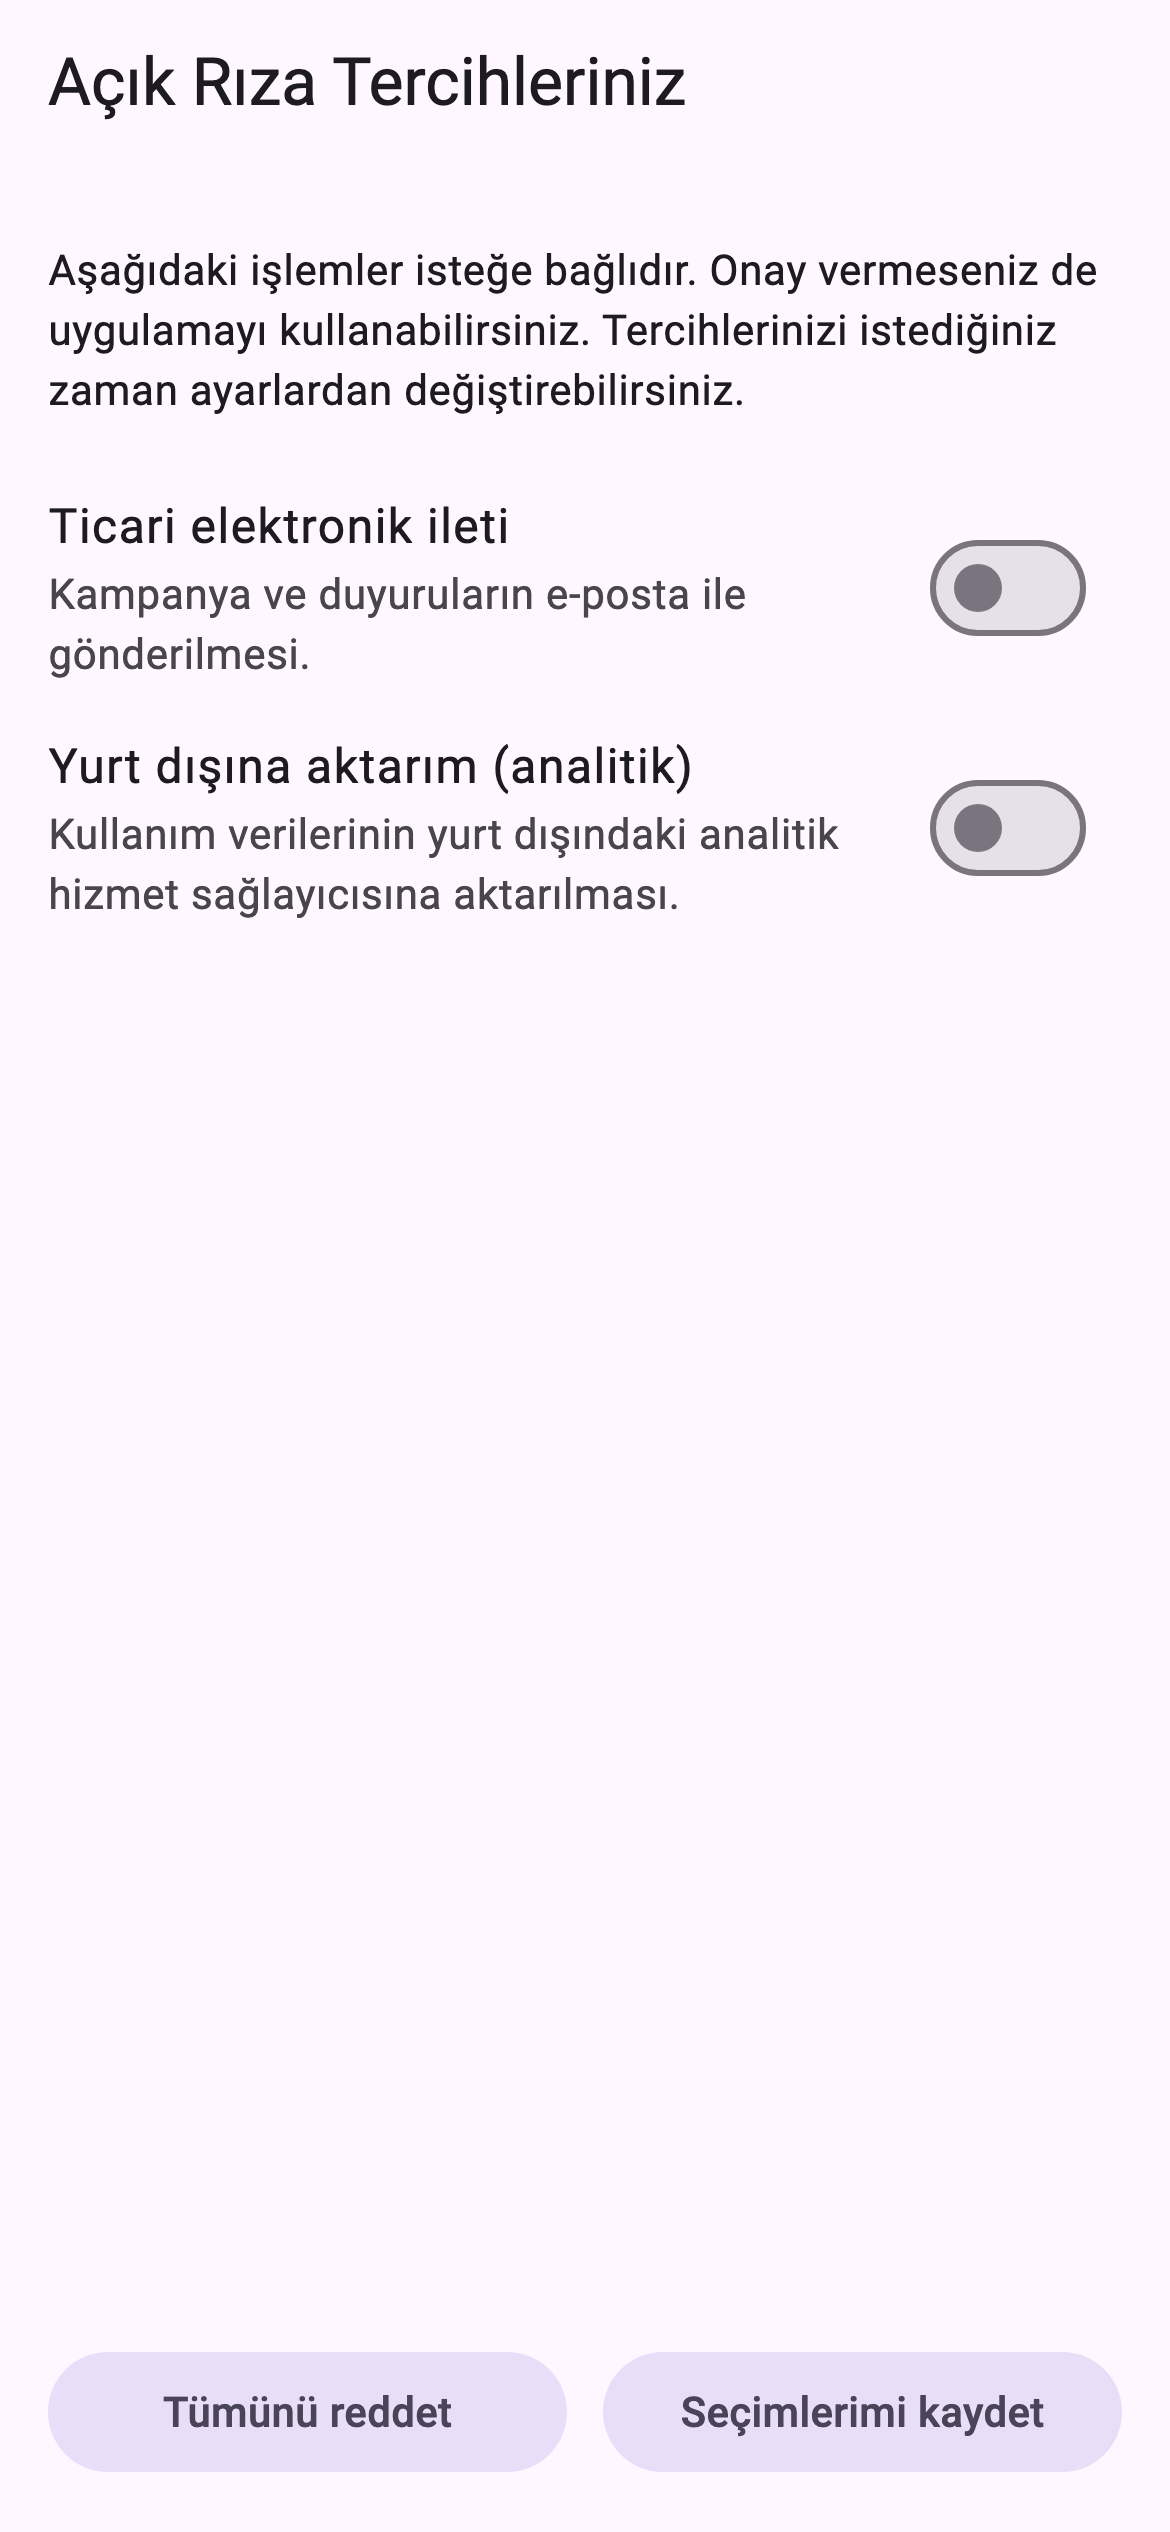 Açık Rıza Tercihleriniz
Aşağıdaki işlemler isteğe bağlıdır. Onay vermeseniz de
uygulamayı kullanabilirsiniz. Tercihlerinizi istediğiniz
zaman ayarlardan değiştirebilirsiniz.
Ticari elektronik ileti
Kampanya ve duyuruların e-posta ile
gönderilmesi.
Yurt dışına aktarım (analitik)
Kullanım verilerinin yurt dışındaki analitik
hizmet sağlayıcısına aktarılması.
Tümünü reddet
Seçimlerimi kaydet